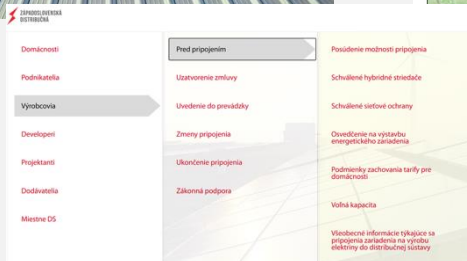 ZÁPADOSLOVENSKÁ
DISTRIBUČNÁ
Domácnosti
Podnikatelia
Výrobcovia
Developeri
Projektanti
Dodávatelia
Miestne DS
Pred pripojením
Uzatvorenie zmluvy
Uvedenie do prevádzky
Zmeny pripojenia
Ukončenie pripojenia
Zákonná podpora
Posúdenie možnosti pripojenia
Schválené hybridné striedače
Schválené sieťové ochrany
Osvedčenie na výstavbu
energetického zariadenia
Podmienky zachovania tarify pre
domácnosti
Voľná kapacita
Všeobecné informácie týkajúce sa
pripojenia zariadenia na výrobu
elektriny do distribučnej sústavy